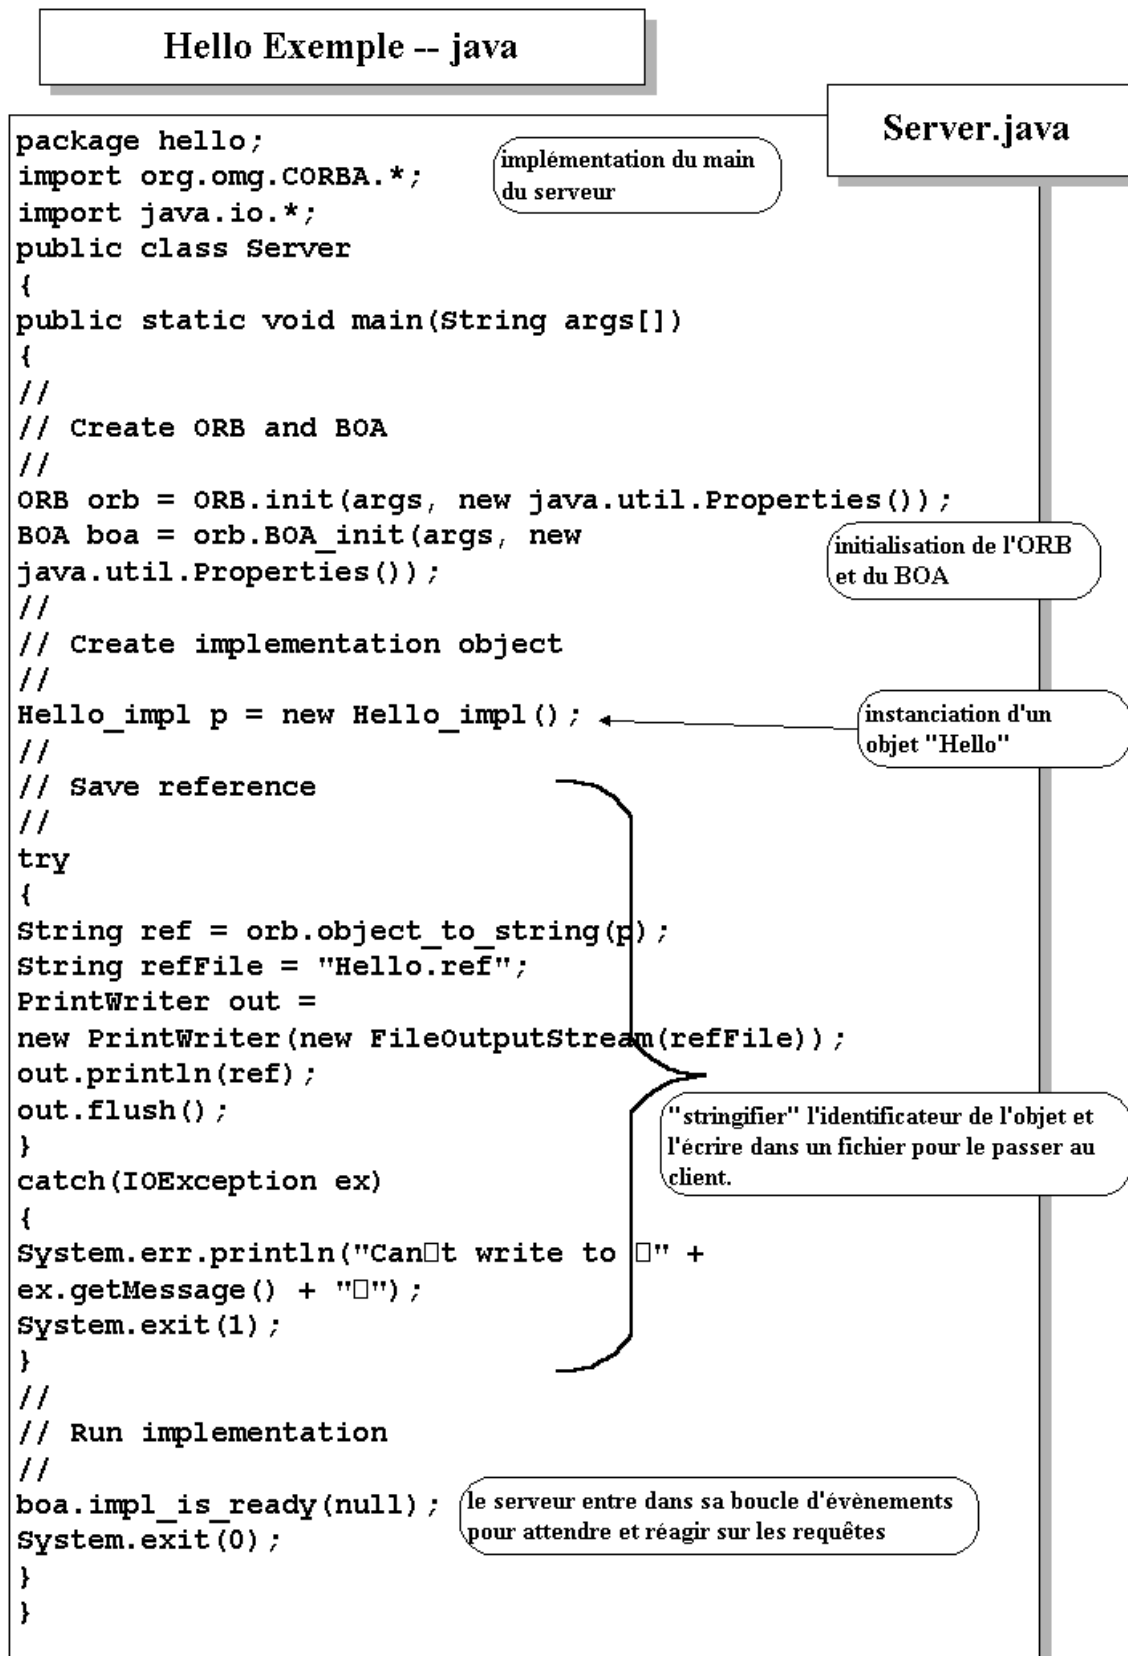 Hello Exemple -- java
Server.java
package hello;
import org.omg.CORBA.*;
import java.io.*;
public class Server
{
public static void main(String args[])
{
//
// Create ORB and BOA
//
ORB orb = ORB.init(args, new java.util.Properties());
BOA boa = orb.BOA_init(args, new
java.util.Properties());
//
// Create implementation object
//
Hello_impl p = new Hello_impl();
//
// Save reference
//
try
{
String ref = orb.object_to_string(p);
String refFile = "Hello.ref";
PrintWriter out =
new PrintWriter(new FileOutputStream(refFile));
out.println(ref);
out.flush();
}
catch(IOException ex)
{
System.err.println("Can□t write to □" +
ex.getMessage() + "□");
System.exit(1);
}
//
// Run implementation
//
boa.impl_is_ready(null);
System.exit(0);
}
}
implémentation du main
du serveur
initialisation de l'ORB
et du BOA
instanciation d'un
objet "Hello"
"stringifier" l'identificateur de l'objet et
l'écrire dans un fichier pour le passer au
client.
le serveur entre dans sa boucle d'évènements
pour attendre et réagir sur les requêtes